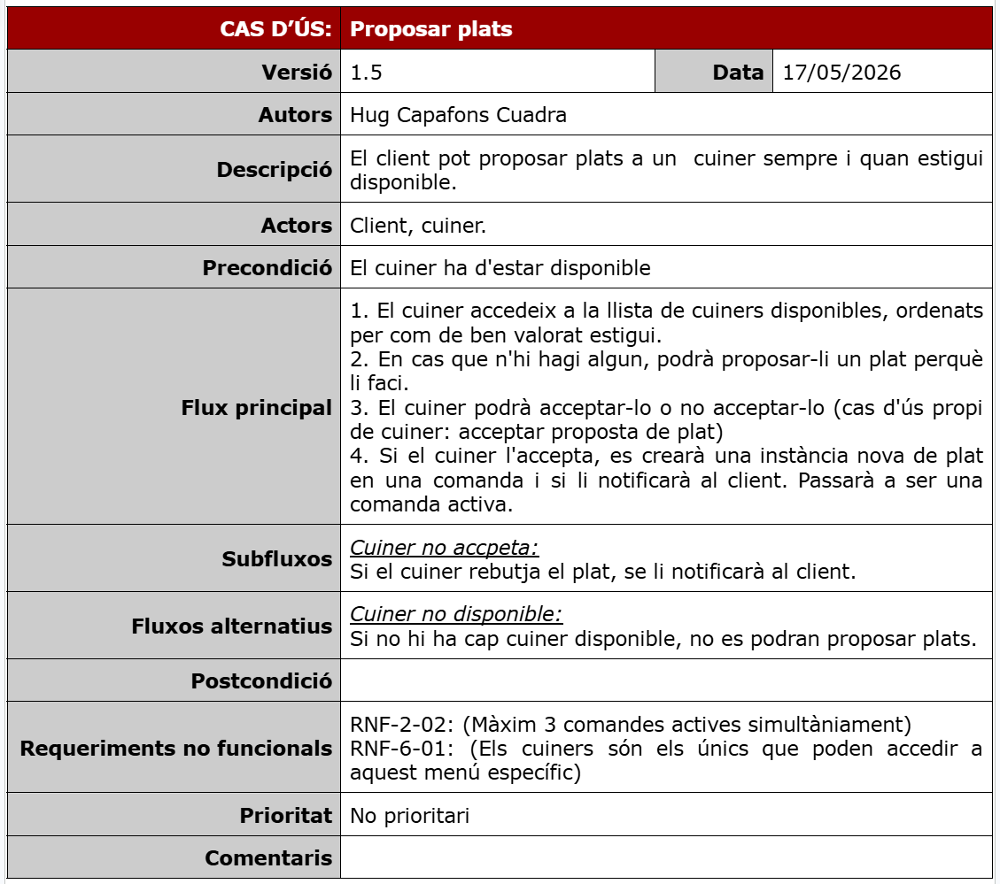 CAS D’ÚS: Proposar plats
Versió 1.5 Data 17/05/2026
Autors Hug Capafons Cuadra
Descripció
El client pot proposar plats a un  cuiner sempre i quan estigui
disponible.
Actors Client, cuiner.
Precondició El cuiner ha d'estar disponible
Flux principal
1. El cuiner accedeix a la llista de cuiners disponibles, ordenats
per com de ben valorat estigui.
2. En cas que n'hi hagi algun, podrà proposar-li un plat perquè
li faci.
3. El cuiner podrà acceptar-lo o no acceptar-lo (cas d'ús propi
de cuiner: acceptar proposta de plat)
4. Si el cuiner l'accepta, es crearà una instància nova de plat
en una comanda i si li notificarà al client. Passarà a ser una
comanda activa.
Subfluxos
Cuiner no accpeta:
Si el cuiner rebutja el plat, se li notificarà al client.
Fluxos alternatius
Cuiner no disponible:
Si no hi ha cap cuiner disponible, no es podran proposar plats.
Postcondició
Requeriments no funcionals
RNF-2-02: (Màxim 3 comandes actives simultàniament)
RNF-6-01: (Els cuiners són els únics que poden accedir a
aquest menú específic)
Prioritat No prioritari
Comentaris